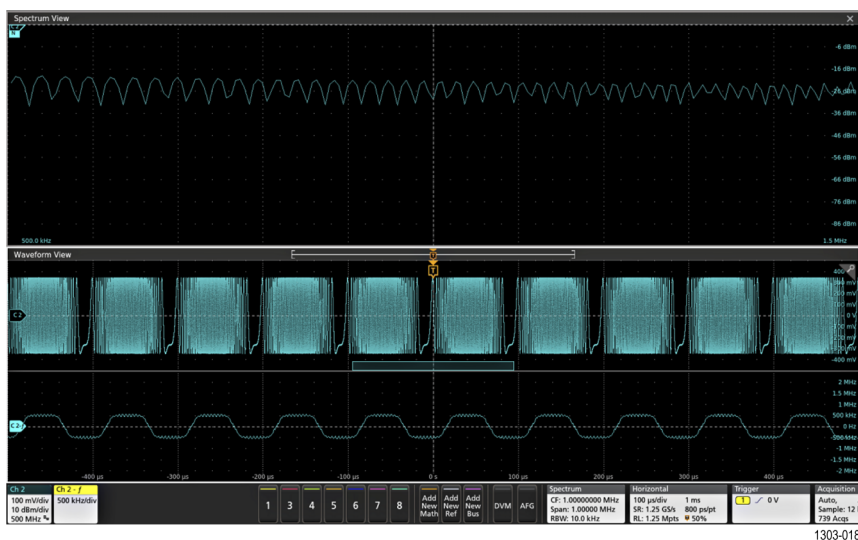 Spectrum View
C 2
N
-6 dBm
-16 dBm
-26 dBm
-36 dBm
-46 dBm
-56 dBm
-66 dBm
-76 dBm
-86 dBm
500.0 kHz 1.5 MHz
Waveform View
T
C 2
0 V
-400 mV
C 2-f
2 MHz
1.5 MHz
1 MHz
500 kHz
0 Hz
-500 kHz
-1 MHz
-1.5 MHz
-2 MHz
-400 µs -300 µs -200 µs -100 µs 0 s 100 µs 200 µs 300 µs 400 µs
Ch 2
100 mV/div
10 dBm/div
500 MHz
Ch 2 - f
500 kHz/div
1 3 4 5 6 7 8
Add New Math
Add New Ref
Add New Bus
DVM AFG
Spectrum
CF: 1.00000000 MHz
Span: 1.00000 MHz
RBW: 10.0 kHz
Horizontal
100 µs/div 1 ms
SR: 1.25 GS/s 800 ps/pt
RL: 1.25 Mpts 50%
Trigger
1 0 V
Acquisition
Auto,
Sample: 12
739 Acqs
1303-018